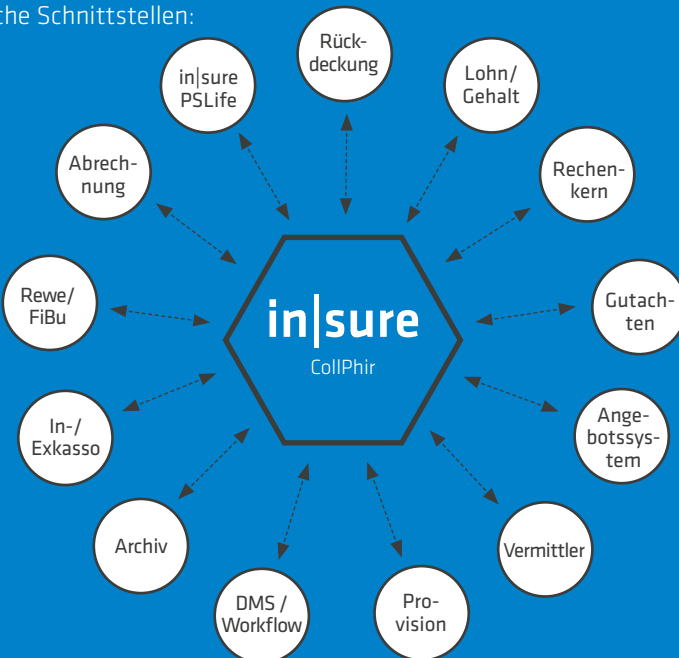 che Schnittstellen:
Rück-
deckung
in|sure
PSLife
Lohn/
Gehalt
Abrech-
nung
Rechen-
kern
Rewe/
FiBu
in|sure
CollPhir
Gutach-
ten
In-/
Exkasso
Ange-
botssys-
tem
Archiv
Vermittler
DMS /
Workflow
Pro-
vision